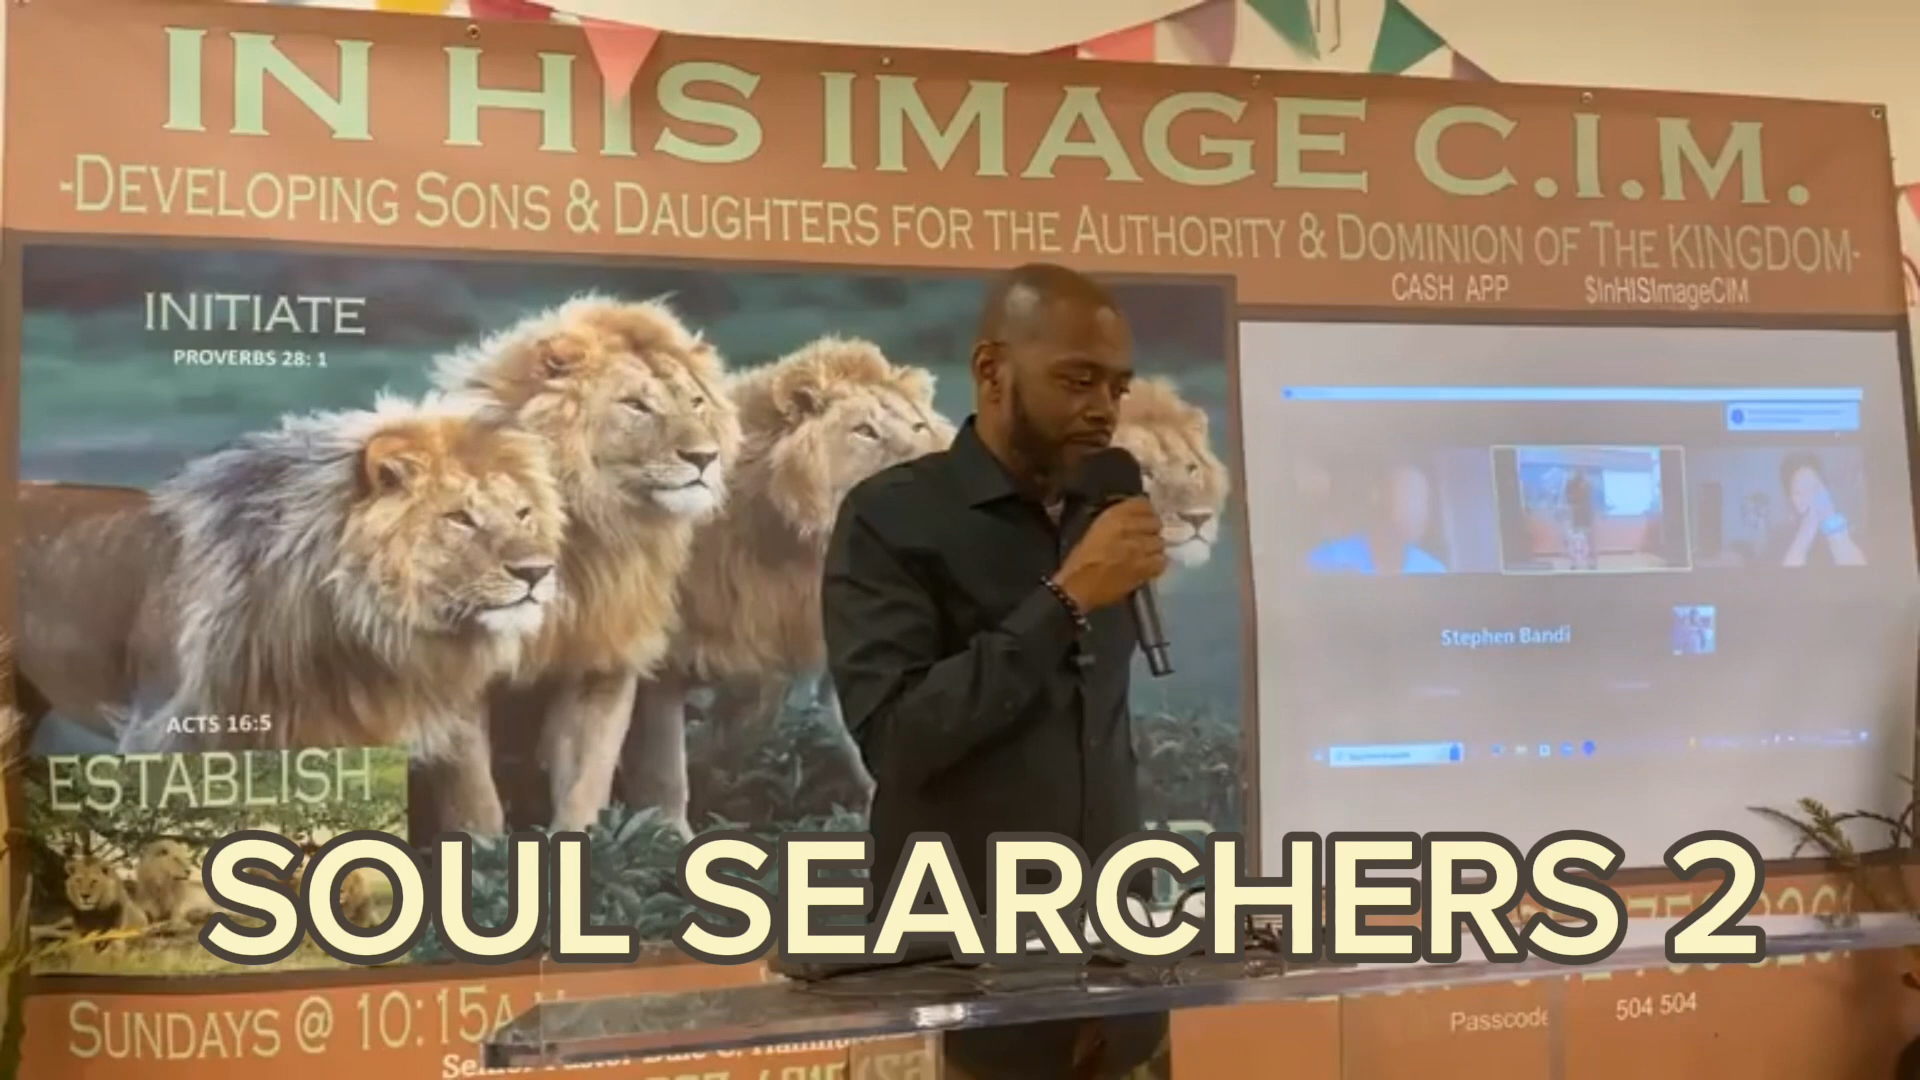 IN HIS IMAGE C.I.M.
-DEVELOPING SONS & DAUGHTERS FOR THE AUTHORITY & DOMINION OF THE KINGDOM-
CASH APP $InHISImageCIM
INITIATE
PROVERBS 28: 1
Stephen Bandi
ACTS 16:5
ESTABLISH
SOUL SEARCHERS 2
SUNDAYS @ 10:15A
Passcode 504 504